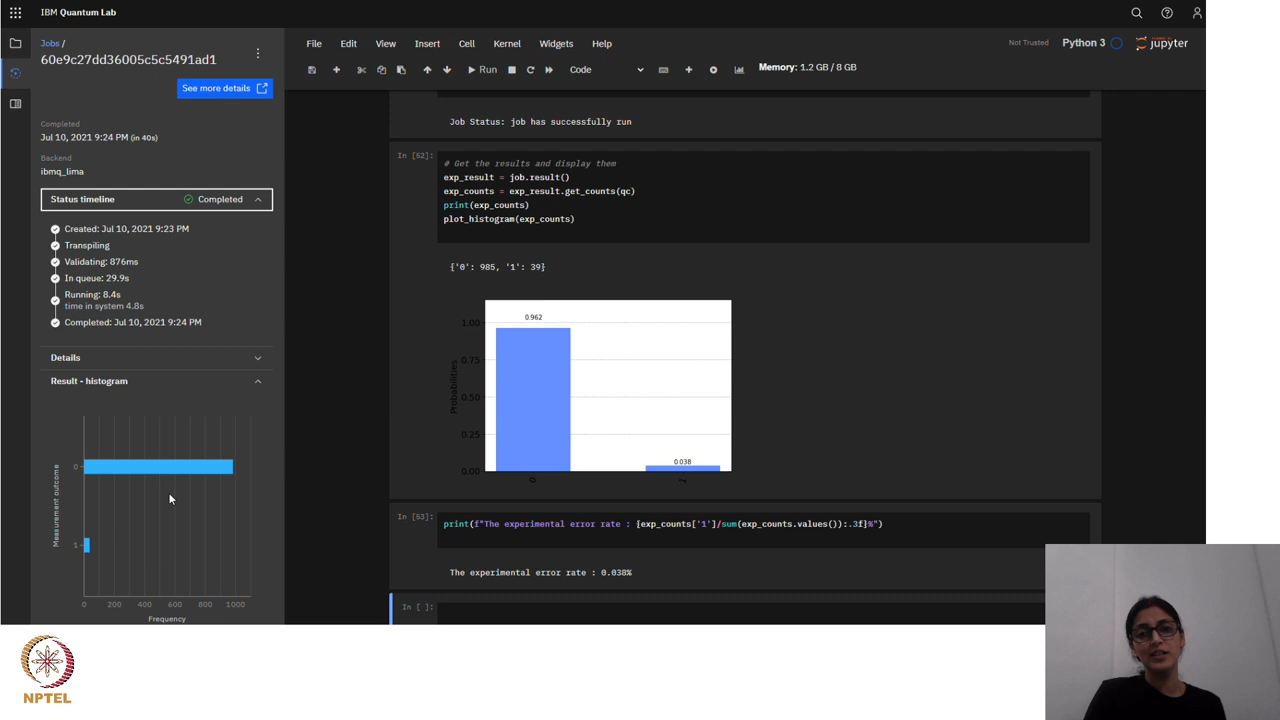 IBM Quantum Lab
Jobs /
60e9c27dd36005c5c5491ad1
See more details
Completed
Jul 10, 2021 9:24 PM (in 40s)
Backend
ibmq_lima
Status timeline Completed
Created: Jul 10, 2021 9:23 PM
Transpiling
Validating: 876ms
In queue: 29.9s
Running: 8.4s
time in system 4.8s
Completed: Jul 10, 2021 9:24 PM
Details
Result - histogram
Measurement outcome
0
1
0 200 400 600 800 1000
Frequency
File Edit View Insert Cell Kernel Widgets Help
Not Trusted Python 3 jupyter
Run Code Memory: 1.2 GB / 8 GB
Job Status: job has successfully run
In [52]:
# Get the results and display them
exp_result = job.result()
exp_counts = exp_result.get_counts(qc)
print(exp_counts)
plot_histogram(exp_counts)
{'0': 985, '1': 39}
0.962
1.00
0.75
0.50
0.25
0.00
Probabilities
0.038
0
1
In [53]:
print(f"The experimental error rate : {exp_counts['1']/sum(exp_counts.values()):.3f}%")
The experimental error rate : 0.038%
In [ ]:
NPTEL